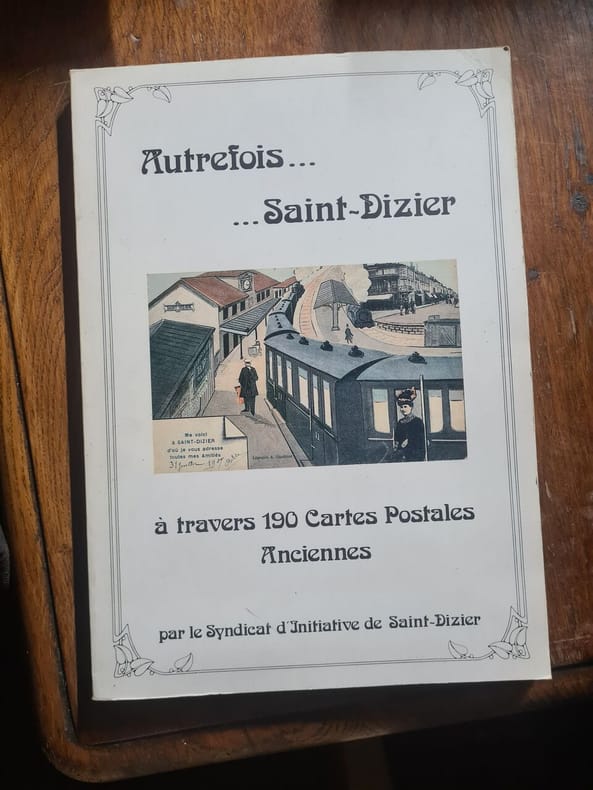 Autrefois...
...Saint-Dizier
Me voici
à SAINT-DIZIER
d'où je vous adresse
toutes mes Amitiés
à travers 190 Cartes Postales
Anciennes
par le Syndicat d'Initiative de Saint-Dizier